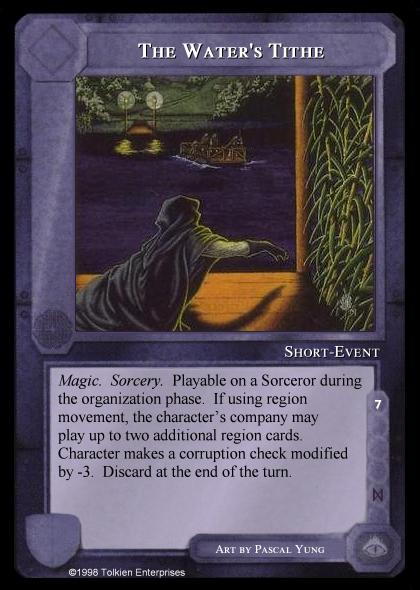 The Water's Tithe
Short-Event
Magic. Sorcery. Playable on a Sorceror during
the organization phase. If using region
movement, the character's company may
play up to two additional region cards.
Character makes a corruption check modified
by -3. Discard at the end of the turn.
7
Art by Pascal Yung
©1998 Tolkien Enterprises